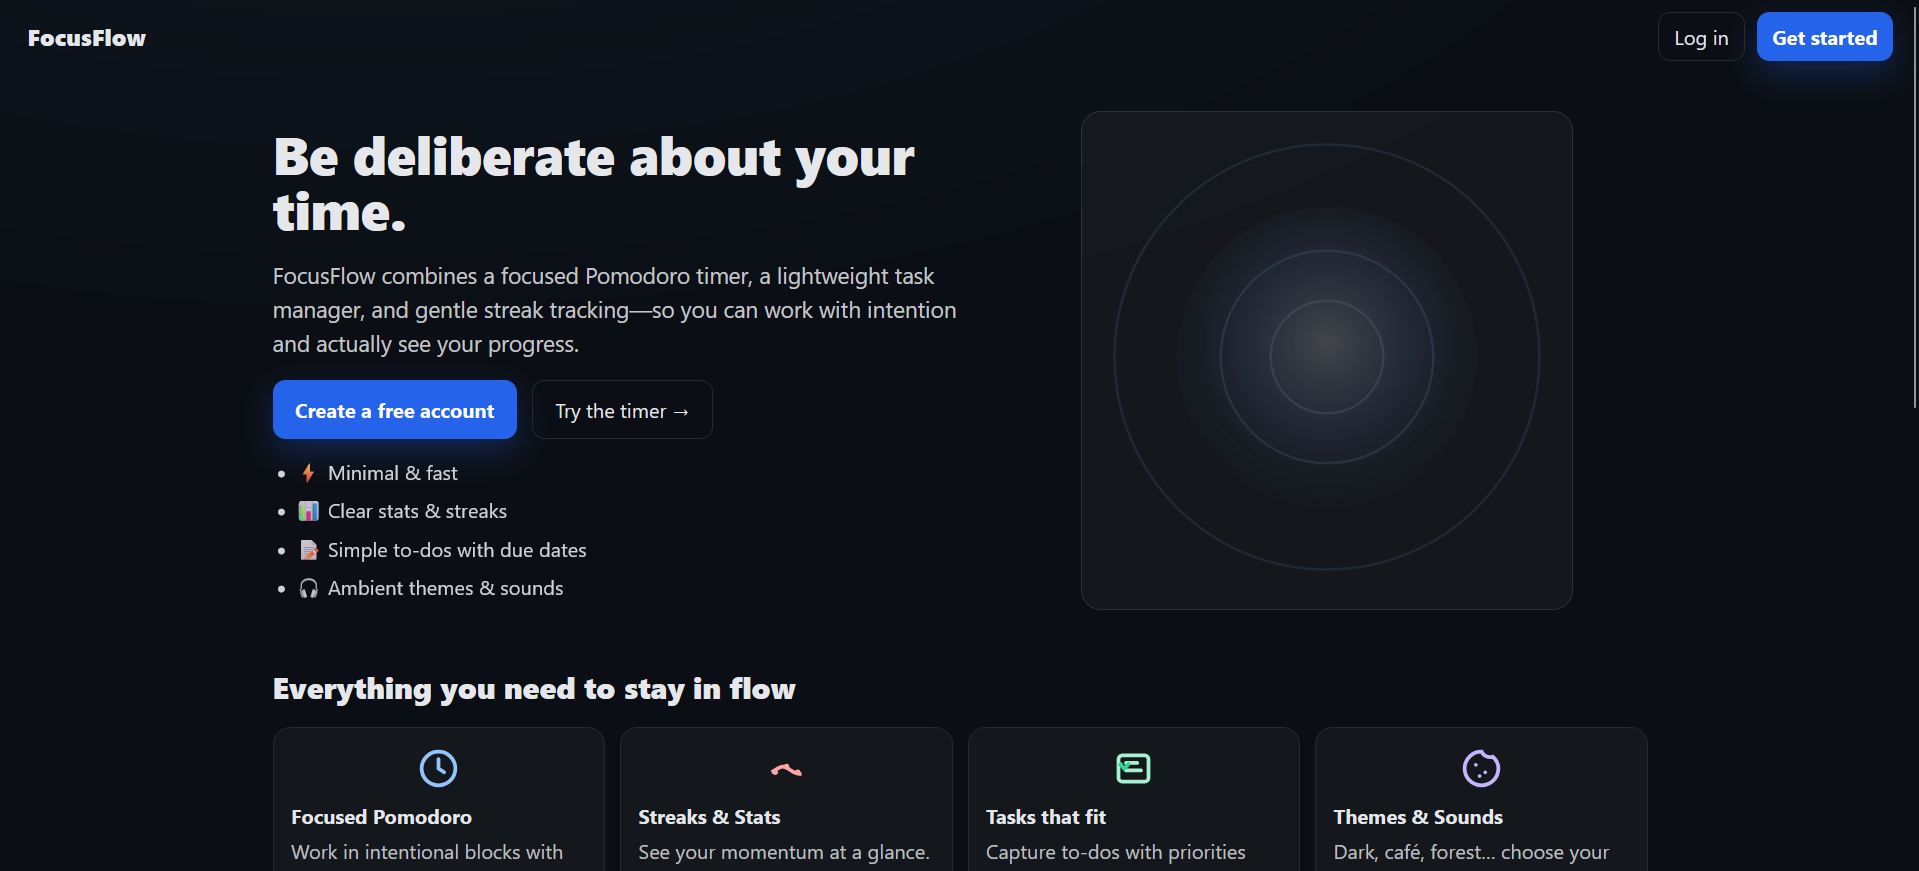 FocusFlow
Log in
Get started
Be deliberate about your
time.
FocusFlow combines a focused Pomodoro timer, a lightweight task
manager, and gentle streak tracking—so you can work with intention
and actually see your progress.
Create a free account
Try the timer →
• ⚡ Minimal & fast
• 📊 Clear stats & streaks
• 📝 Simple to-dos with due dates
• 🎧 Ambient themes & sounds
Everything you need to stay in flow
Focused Pomodoro
Work in intentional blocks with
Streaks & Stats
See your momentum at a glance.
Tasks that fit
Capture to-dos with priorities
Themes & Sounds
Dark, café, forest... choose your